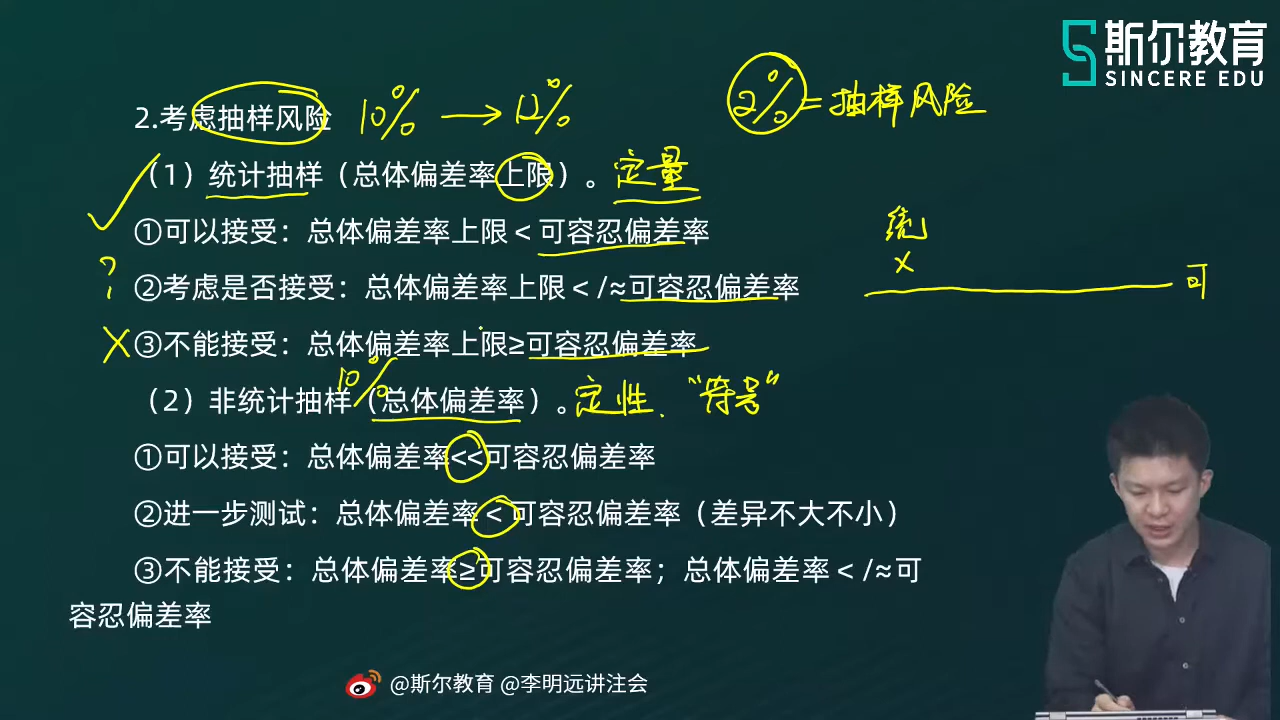 斯尔教育
SINCERE EDU
2.考虑抽样风险 10% → 12% 2% = 抽样风险
（1）统计抽样（总体偏差率上限）。定量
①可以接受：总体偏差率上限＜可容忍偏差率
统
×
? ②考虑是否接受：总体偏差率上限＜/≈可容忍偏差率 可
×③不能接受：总体偏差率上限≥可容忍偏差率
10%
（2）非统计抽样（总体偏差率）。定性、“符号”
①可以接受：总体偏差率<<可容忍偏差率
②进一步测试：总体偏差率＜可容忍偏差率（差异不大不小）
③不能接受：总体偏差率≥可容忍偏差率；总体偏差率＜/≈可
容忍偏差率
@斯尔教育 @李明远讲注会